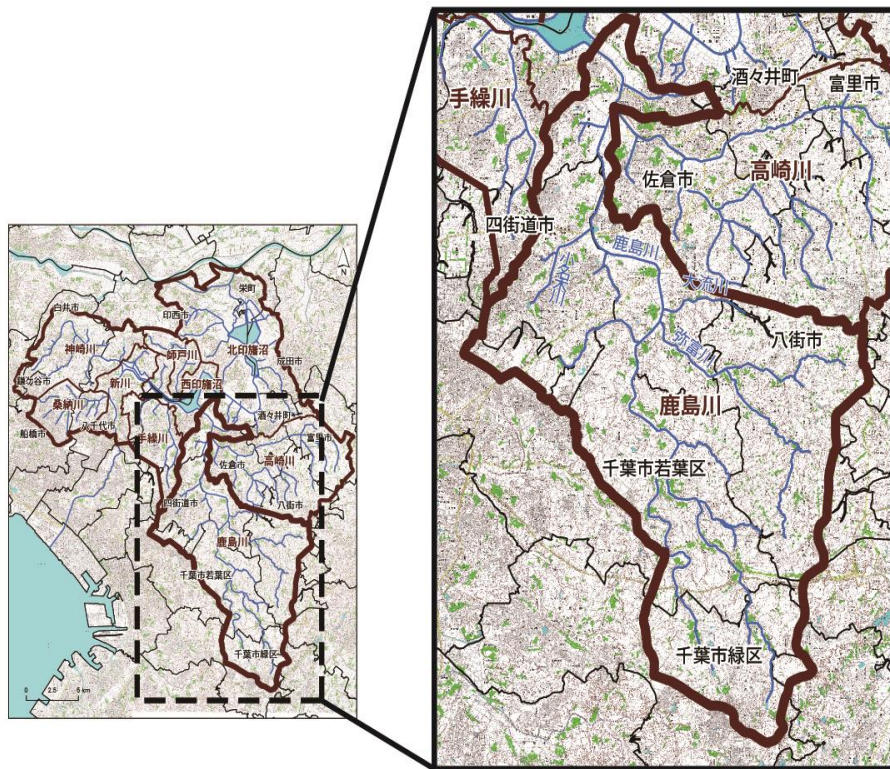 栄町
白井市
印西市
神崎川
師戸川
北印旛沼
成田市
鎌ケ谷市
新川
西印旛沼
桑納川
八千代市
酒々井町
船橋市
手繰川
富里市
佐倉市
高崎川
四街道市
八街市
鹿島川
千葉市若葉区
千葉市緑区
N
0 2.5 5 km
酒々井町
富里市
手繰川
高崎川
佐倉市
四街道市
鹿島川
小名木川
大流川
八街市
弥富川
鹿島川
千葉市若葉区
千葉市緑区